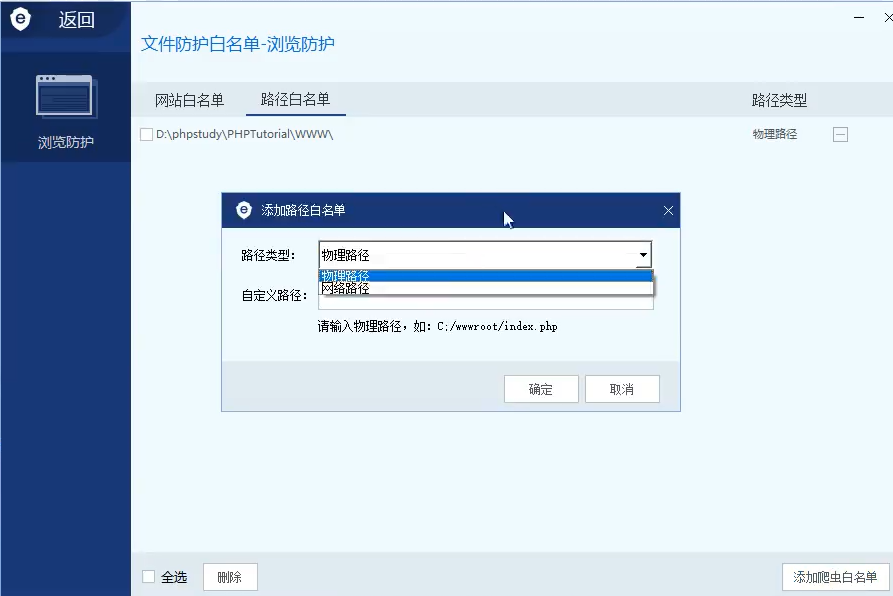 返回
文件防护白名单-浏览防护
网站白名单 路径白名单 路径类型
浏览防护
D:\phpstudy\PHPTutorial\WWW\ 物理路径
添加路径白名单
路径类型： 物理路径
物理路径
网络路径
自定义路径：
请输入物理路径，如：C:/wwwroot/index.php
确定 取消
全选 删除 添加爬虫白名单